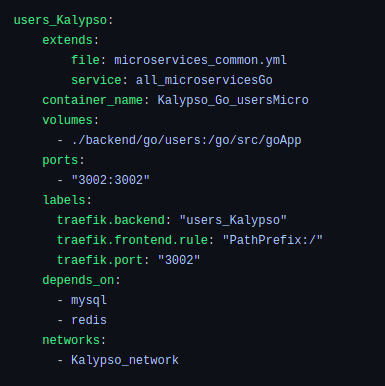 users_Kalypso:
    extends:
        file: microservices_common.yml
        service: all_microservicesGo
    container_name: Kalypso_Go_usersMicro
    volumes:
      - ./backend/go/users:/go/src/goApp
    ports:
      - "3002:3002"
    labels:
      traefik.backend: "users_Kalypso"
      traefik.frontend.rule: "PathPrefix:/"
      traefik.port: "3002"
    depends_on:
      - mysql
      - redis
    networks:
      - Kalypso_network